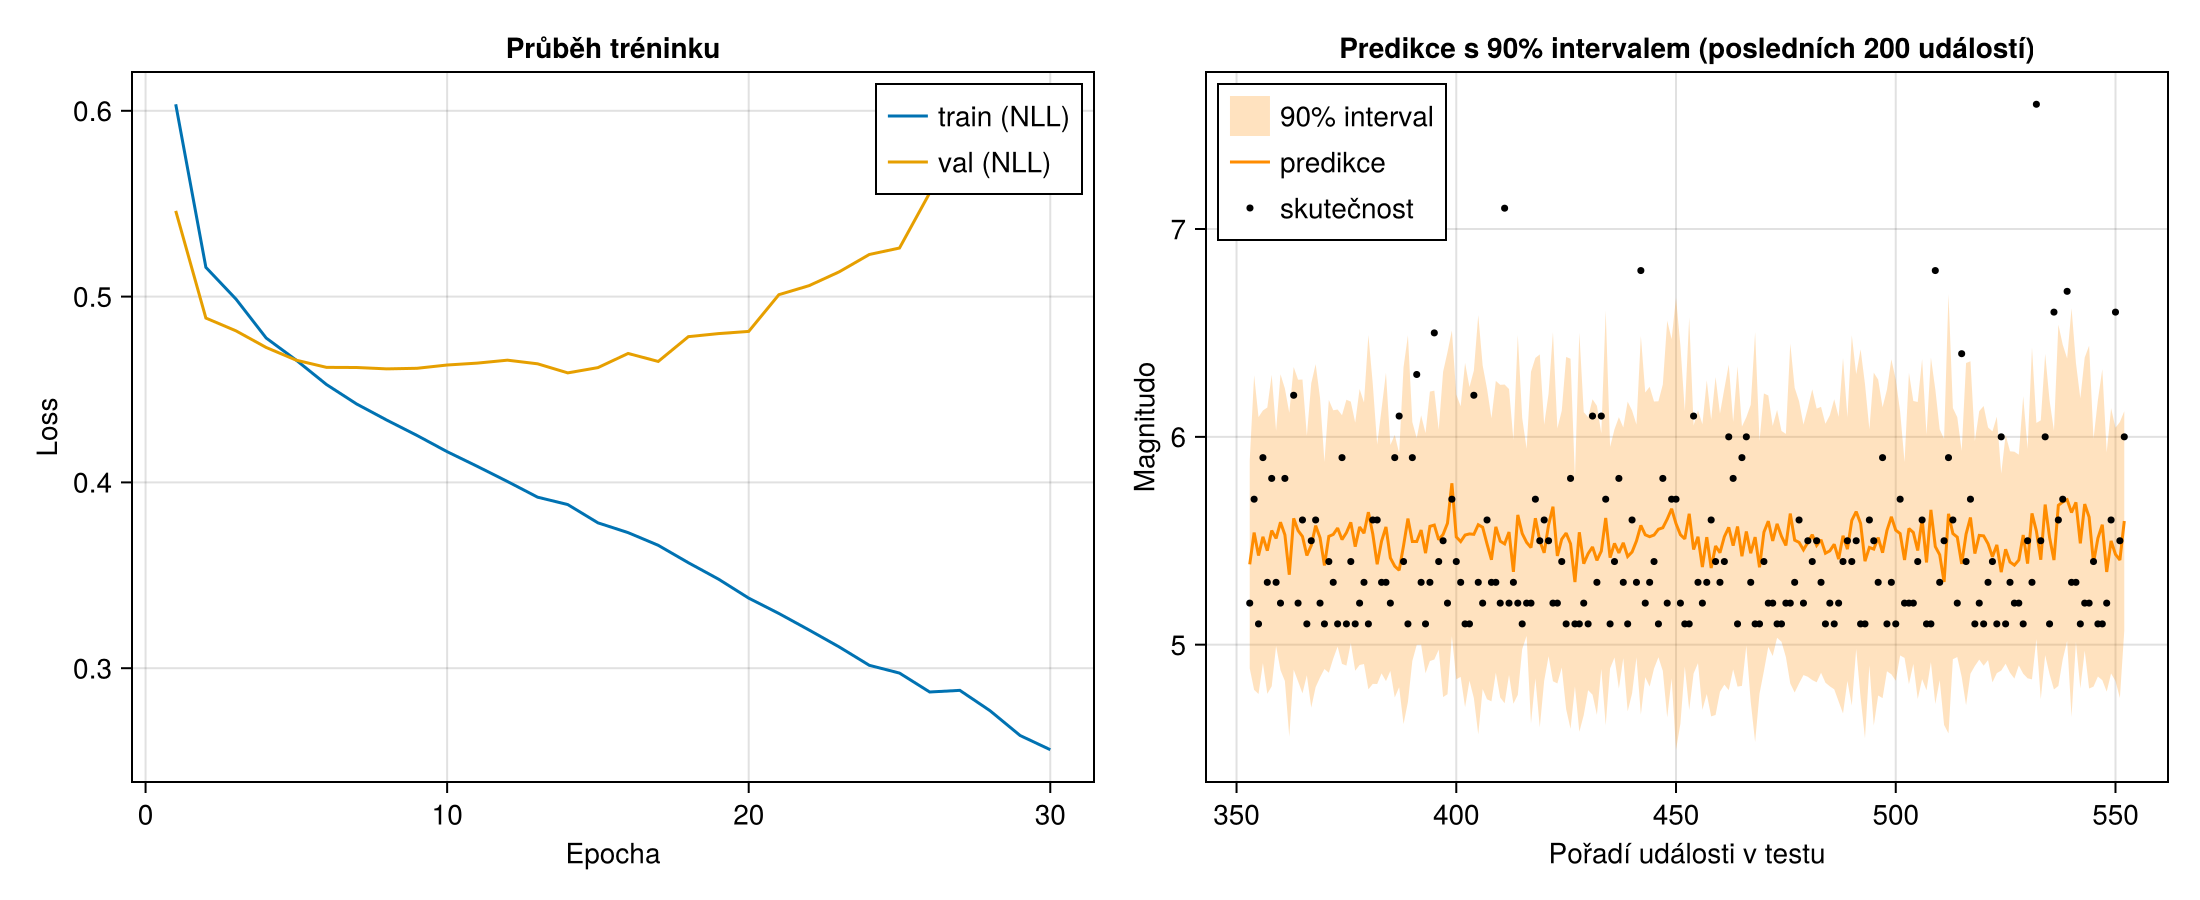 Průběh tréninku
0.6
0.5
0.4
0.3
Loss
train (NLL)
val (NLL)
0
10
20
30
Epocha
Predikce s 90% intervalem (posledních 200 událostí)
7
6
5
Magnitudo
90% interval
predikce
skutečnost
350
400
450
500
550
Pořadí události v testu